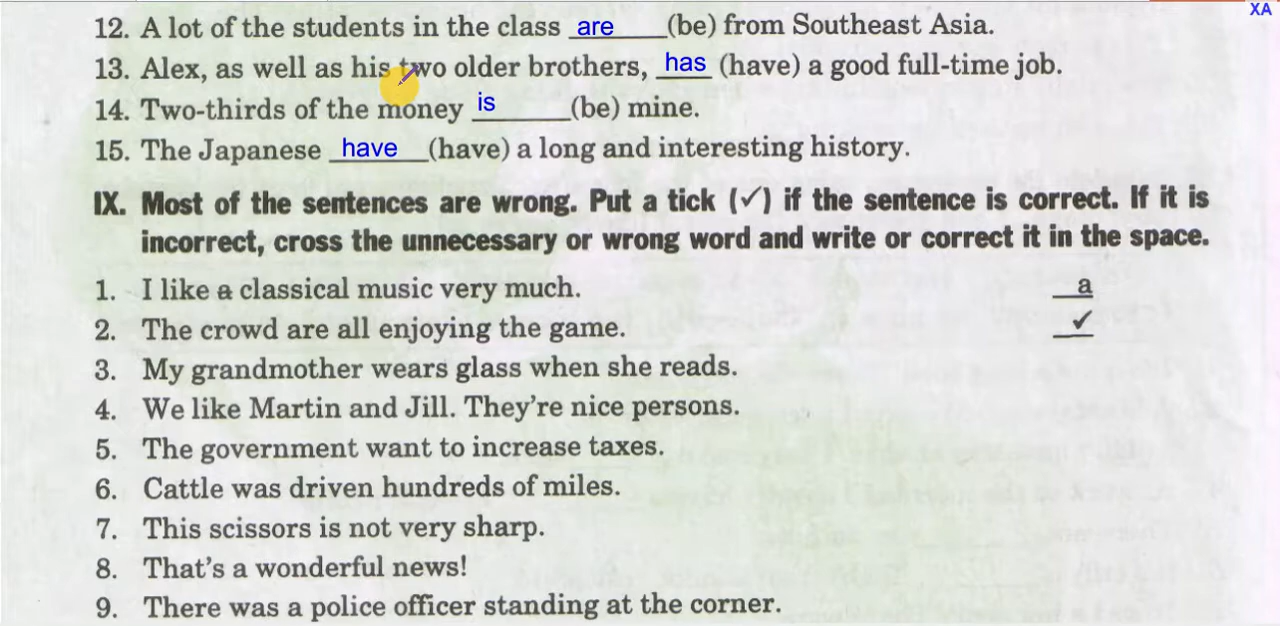 XA
12. A lot of the students in the class are (be) from Southeast Asia.
13. Alex, as well as his two older brothers, has (have) a good full-time job.
14. Two-thirds of the money is (be) mine.
15. The Japanese have (have) a long and interesting history.
IX. Most of the sentences are wrong. Put a tick (✓) if the sentence is correct. If it is
incorrect, cross the unnecessary or wrong word and write or correct it in the space.
1. I like a classical music very much. a
2. The crowd are all enjoying the game. ✓
3. My grandmother wears glass when she reads.
4. We like Martin and Jill. They're nice persons.
5. The government want to increase taxes.
6. Cattle was driven hundreds of miles.
7. This scissors is not very sharp.
8. That's a wonderful news!
9. There was a police officer standing at the corner.